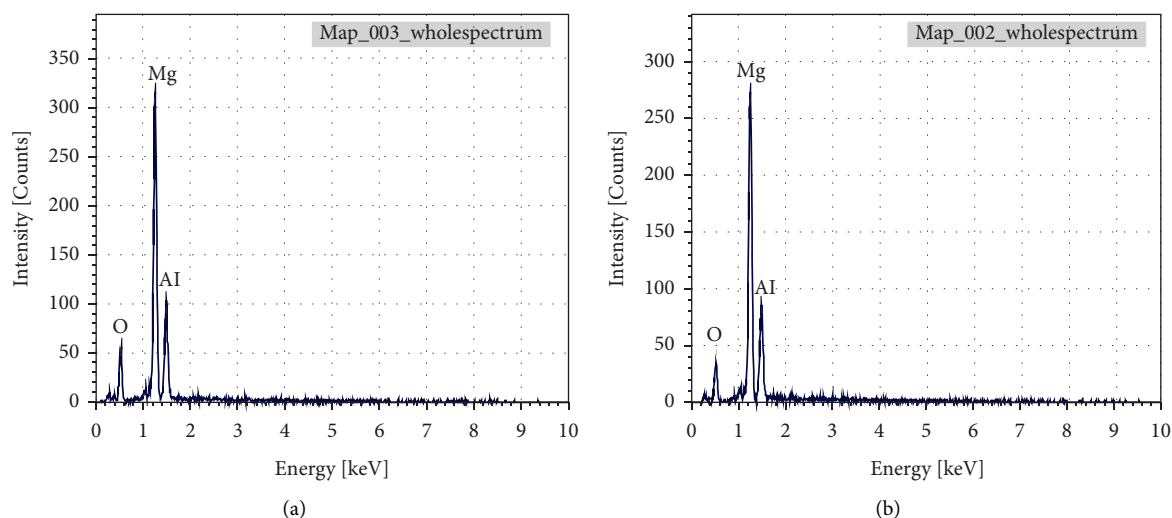 Map_003_wholespectrum
350
300
250
200
150
100
50
0
Intensity [Counts]
Mg
AI
O
0 1 2 3 4 5 6 7 8 9 10
Energy [keV]
(a)
Map_002_wholespectrum
300
250
200
150
100
50
0
Intensity [Counts]
Mg
AI
O
0 1 2 3 4 5 6 7 8 9 10
Energy [keV]
(b)